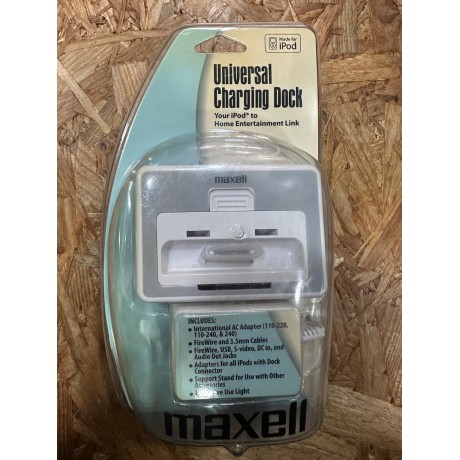 Made for
iPod
Universal
Charging Dock
Your iPod® to
Home Entertainment Link
maxell
INCLUDES:
• International AC Adapter (110-220,
110-240, & 240)
• FireWire and 3.5mm Cables
• FireWire, USB, S-video, DC in, and
Audio Out Jacks
• Adapters for all iPods with Dock
Connector
• Support Stand for Use with Other
Accessories
Use Light
maxell